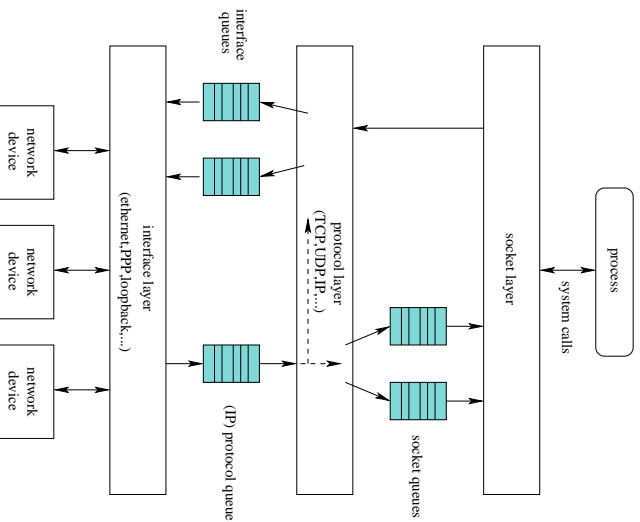 process
system calls
socket layer
socket queues
protocol layer
(TCP,UDP,IP,...)
interface
queues
(IP) protocol queue
interface layer
(ethernet,PPP,loopback,...)
network
device
network
device
network
device